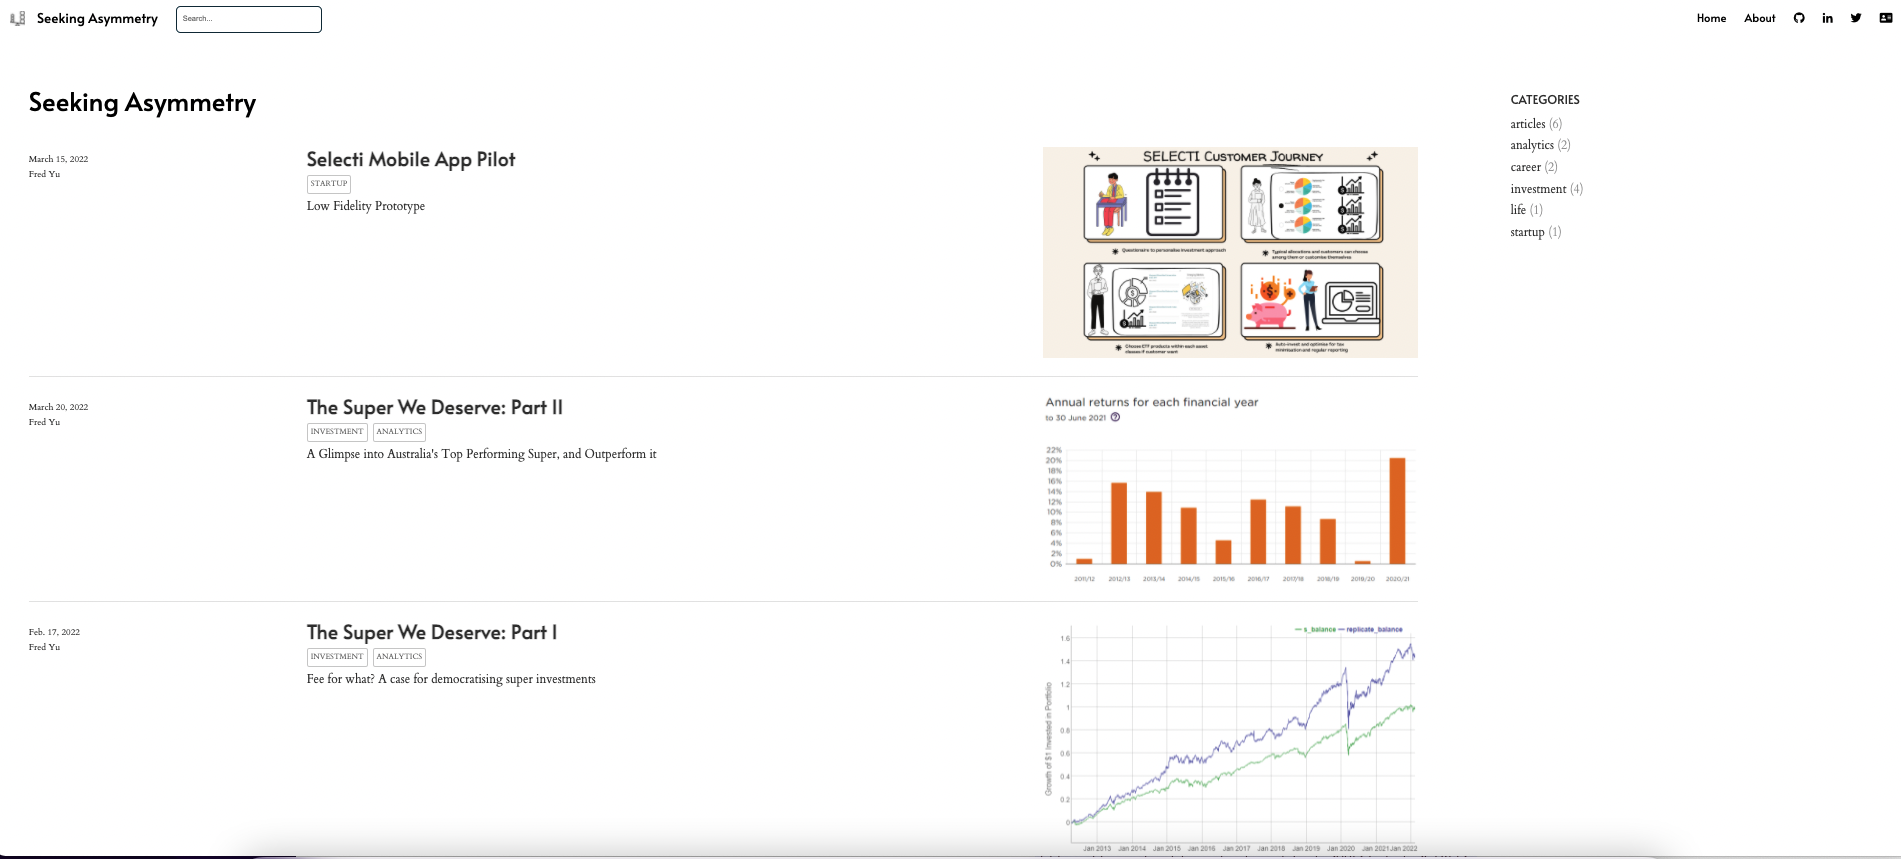 Seeking Asymmetry
Search...
Home
About
Seeking Asymmetry
March 15, 2022
Fred Yu
Selecti Mobile App Pilot
STARTUP
Low Fidelity Prototype
SELECTI CUSTOMER JOURNEY
Questionaire to personalise investment approach
Typical allocations and customers can choose
among them or customise themselves
Choose ETF products within each asset
classes if customer want
Auto-invest and optimise for tax
minimisation and regular reporting
CATEGORIES
articles (6)
analytics (2)
career (2)
investment (4)
life (1)
startup (1)
March 20, 2022
Fred Yu
The Super We Deserve: Part II
INVESTMENT
ANALYTICS
A Glimpse into Australia's Top Performing Super, and Outperform it
Annual returns for each financial year
to 30 June 2021
22%
20%
18%
16%
14%
12%
10%
8%
6%
4%
2%
0%
2011/12 2012/13 2013/14 2014/15 2015/16 2016/17 2017/18 2018/19 2019/20 2020/21
Feb. 17, 2022
Fred Yu
The Super We Deserve: Part I
INVESTMENT
ANALYTICS
Fee for what? A case for democratising super investments
s_balance replicate_balance
Growth of $1 Invested in Portfolio
1.6
1.4
1.2
1
0.8
0.6
0.4
0.2
0
Jan 2013 Jan 2014 Jan 2015 Jan 2016 Jan 2017 Jan 2018 Jan 2019 Jan 2020 Jan 2021 Jan 2022